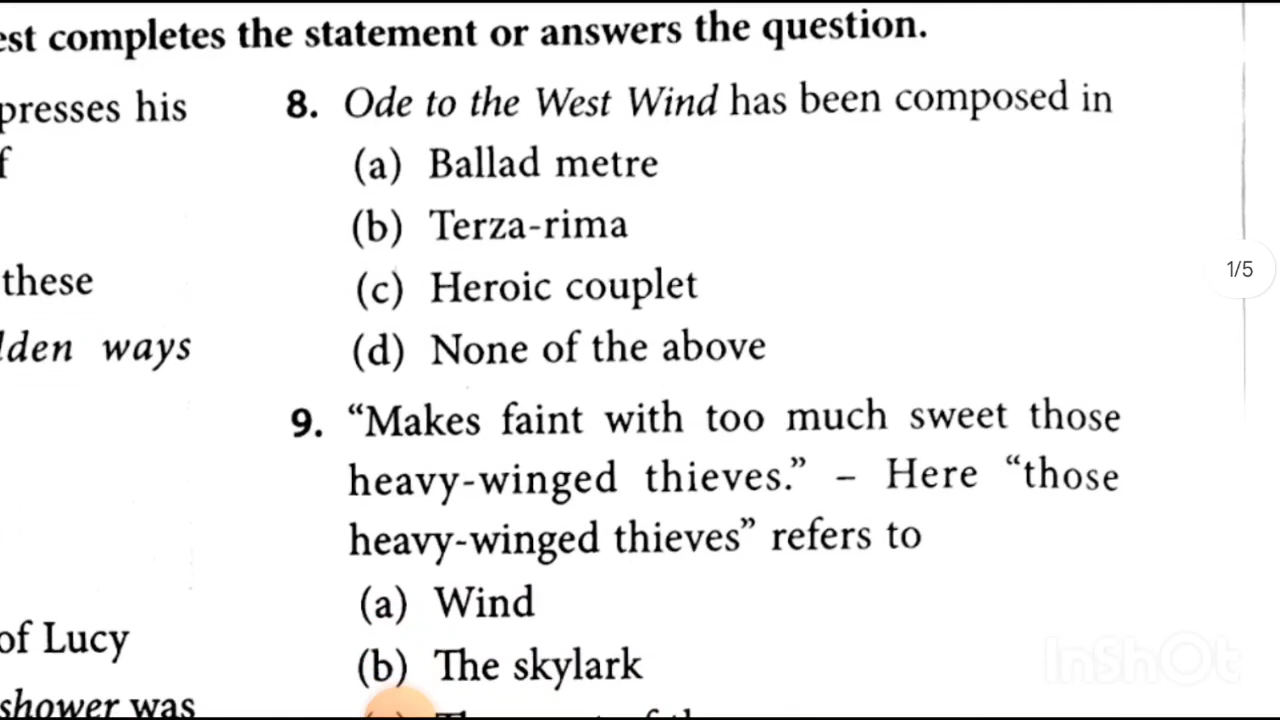 est completes the statement or answers the question.
presses his
f
these
lden ways
of Lucy
shower was
8. Ode to the West Wind has been composed in
(a) Ballad metre
(b) Terza-rima
(c) Heroic couplet
(d) None of the above
9. “Makes faint with too much sweet those
heavy-winged thieves.” – Here “those
heavy-winged thieves” refers to
(a) Wind
(b) The skylark
1/5
InShOt